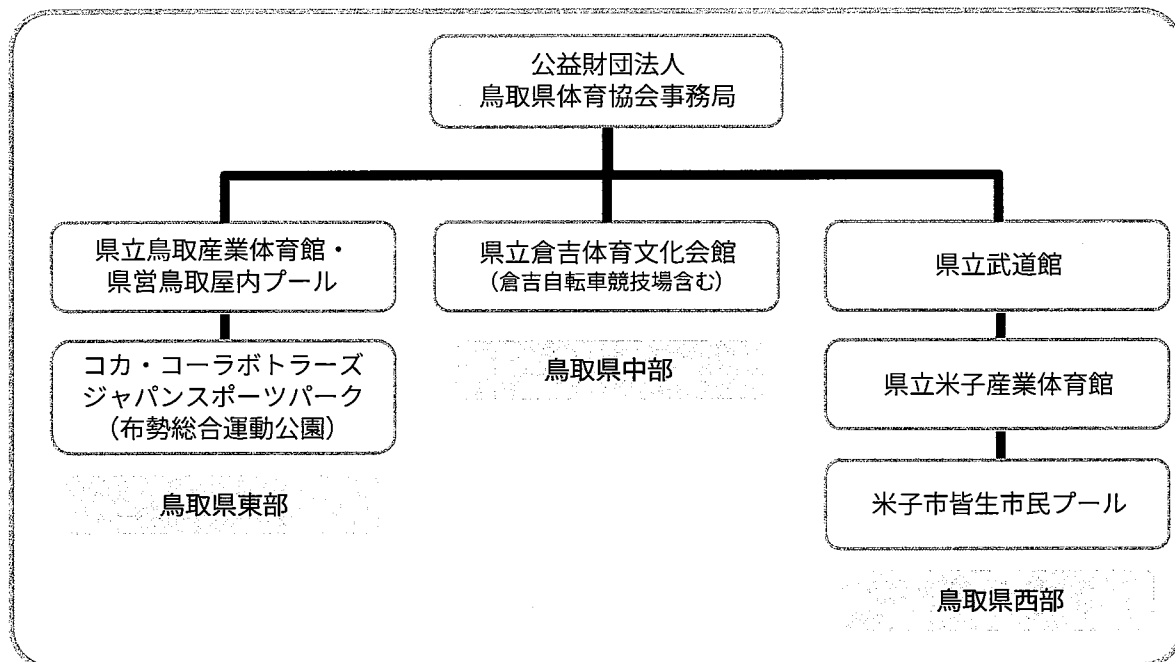 公益財団法人
鳥取県体育協会事務局
県立鳥取産業体育館・
県営鳥取屋内プール
コカ・コーラボトラーズ
ジャパンスポーツパーク
（布勢総合運動公園）
鳥取県東部
県立倉吉体育文化会館
（倉吉自転車競技場含む）
鳥取県中部
県立武道館
県立米子産業体育館
米子市皆生市民プール
鳥取県西部